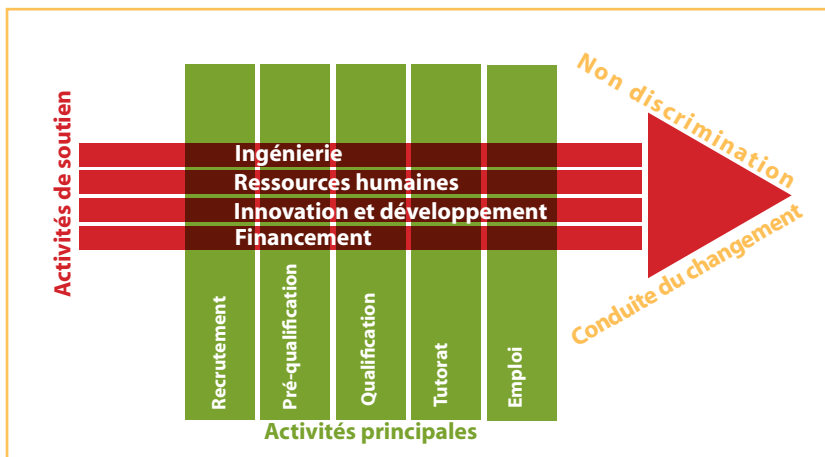 Non discrimination
Activités de soutien
Ingénierie
Ressources humaines
Innovation et développement
Financement
Conduite du changement
Recrutement
Pré-qualification
Qualification
Tutorat
Emploi
Activités principales